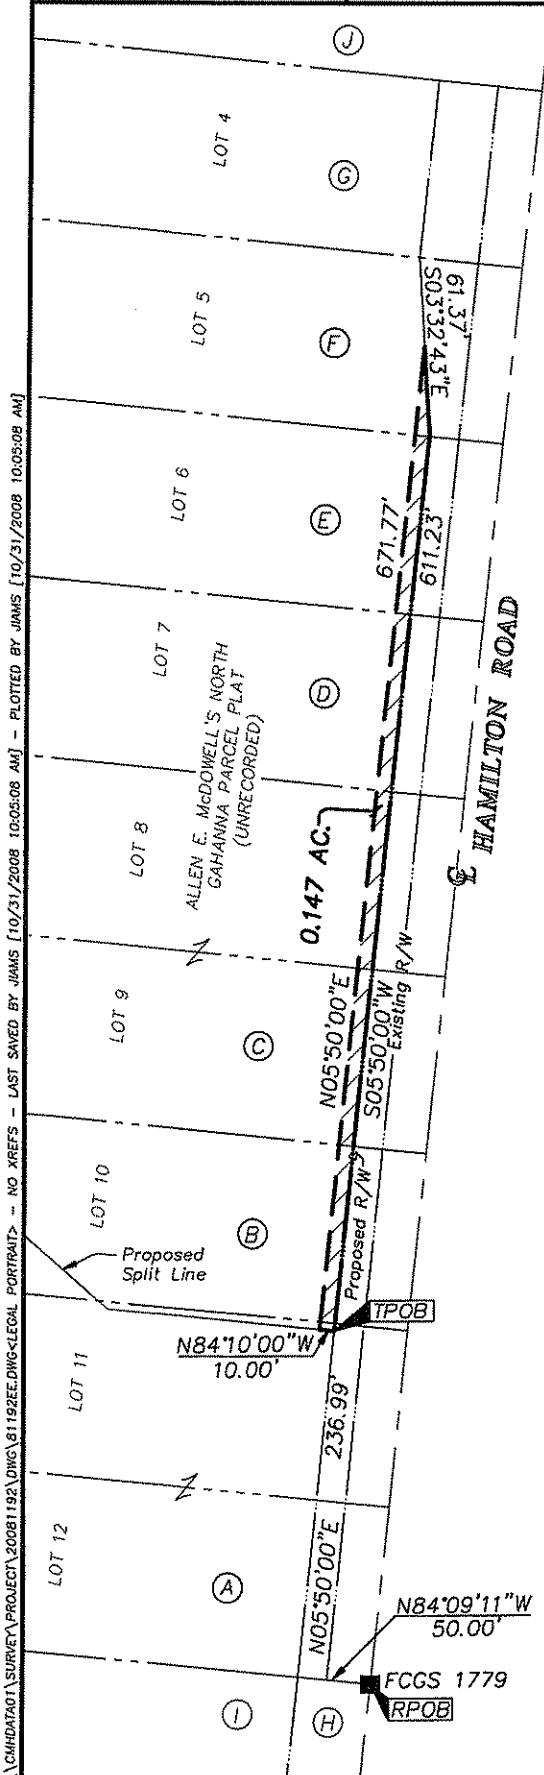 J
LOT 4
G
LOT 5
F
61.37'
S03°32'43"E
LOT 6
E
671.77'
611.23'
LOT 7
D
ALLEN E. McDOWELL'S NORTH
GAHANNA PARCEL PLAT
(UNRECORDED)
LOT 8
0.147 AC.
℄ HAMILTON ROAD
LOT 9
C
N05°50'00"E
S05°50'00"W
Existing R/W
LOT 10
B
Proposed R/W
Proposed
Split Line
TPOB
N84°10'00"W
10.00'
LOT 11
236.99'
LOT 12
A
N05°50'00"E
N84°09'11"W
50.00'
FCGS 1779
RPOB
I
H
\CMHDATA01\SURVEY\PROJECT\20081192\DWG\81192EE.DWG<LEGAL PORTRAIT> - NO XREFS - LAST SAVED BY JIAMS [10/31/2008 10:05:08 AM] - PLOTTED BY JIAMS [10/31/2008 10:05:08 AM]